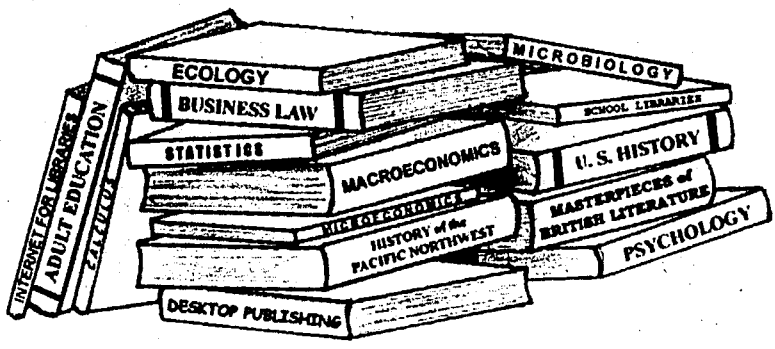 INTERNET FOR LIBRARIES
ADULT EDUCATION
CALCULUS
ECOLOGY
BUSINESS LAW
STATISTICS
MACROECONOMICS
MICROECONOMICS
HISTORY of the
PACIFIC NORTHWEST
DESKTOP PUBLISHING
MICROBIOLOGY
SCHOOL LIBRARIES
U. S. HISTORY
MASTERPIECES of
BRITISH LITERATURE
PSYCHOLOGY